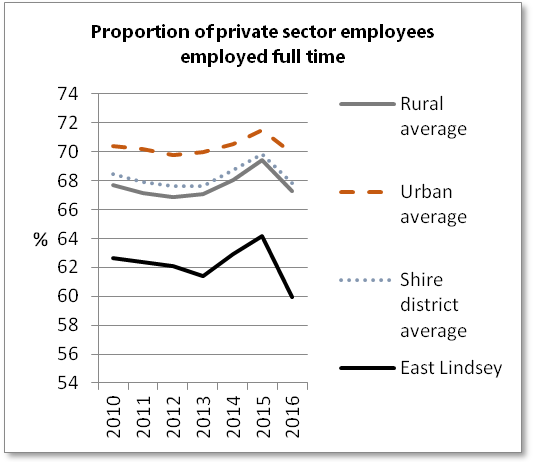 Proportion of private sector employees
employed full time
74
72
70
68
66
64
62
60
58
56
54
%
2010
2011
2012
2013
2014
2015
2016
Rural
average
Urban
average
Shire
district
average
East Lindsey